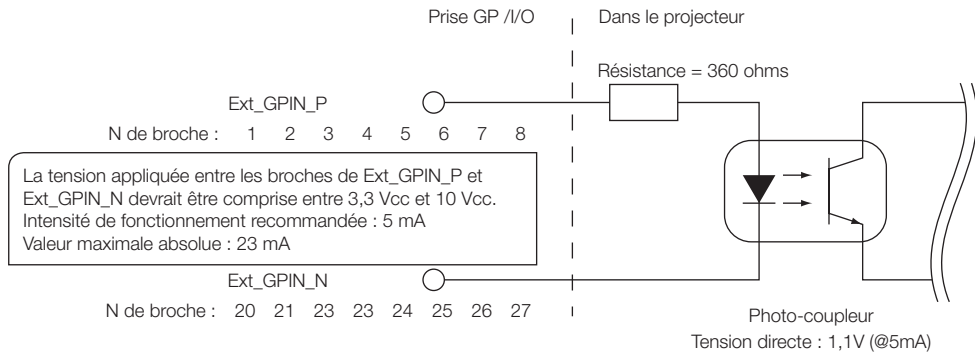 Prise GP /I/O
Dans le projecteur
Résistance = 360 ohms
Ext_GPIN_P
N de broche : 1 2 3 4 5 6 7 8
La tension appliquée entre les broches de Ext_GPIN_P et
Ext_GPIN_N devrait être comprise entre 3,3 Vcc et 10 Vcc.
Intensité de fonctionnement recommandée : 5 mA
Valeur maximale absolue : 23 mA
Ext_GPIN_N
N de broche : 20 21 23 23 24 25 26 27
Photo-coupleur
Tension directe : 1,1V (@5mA)